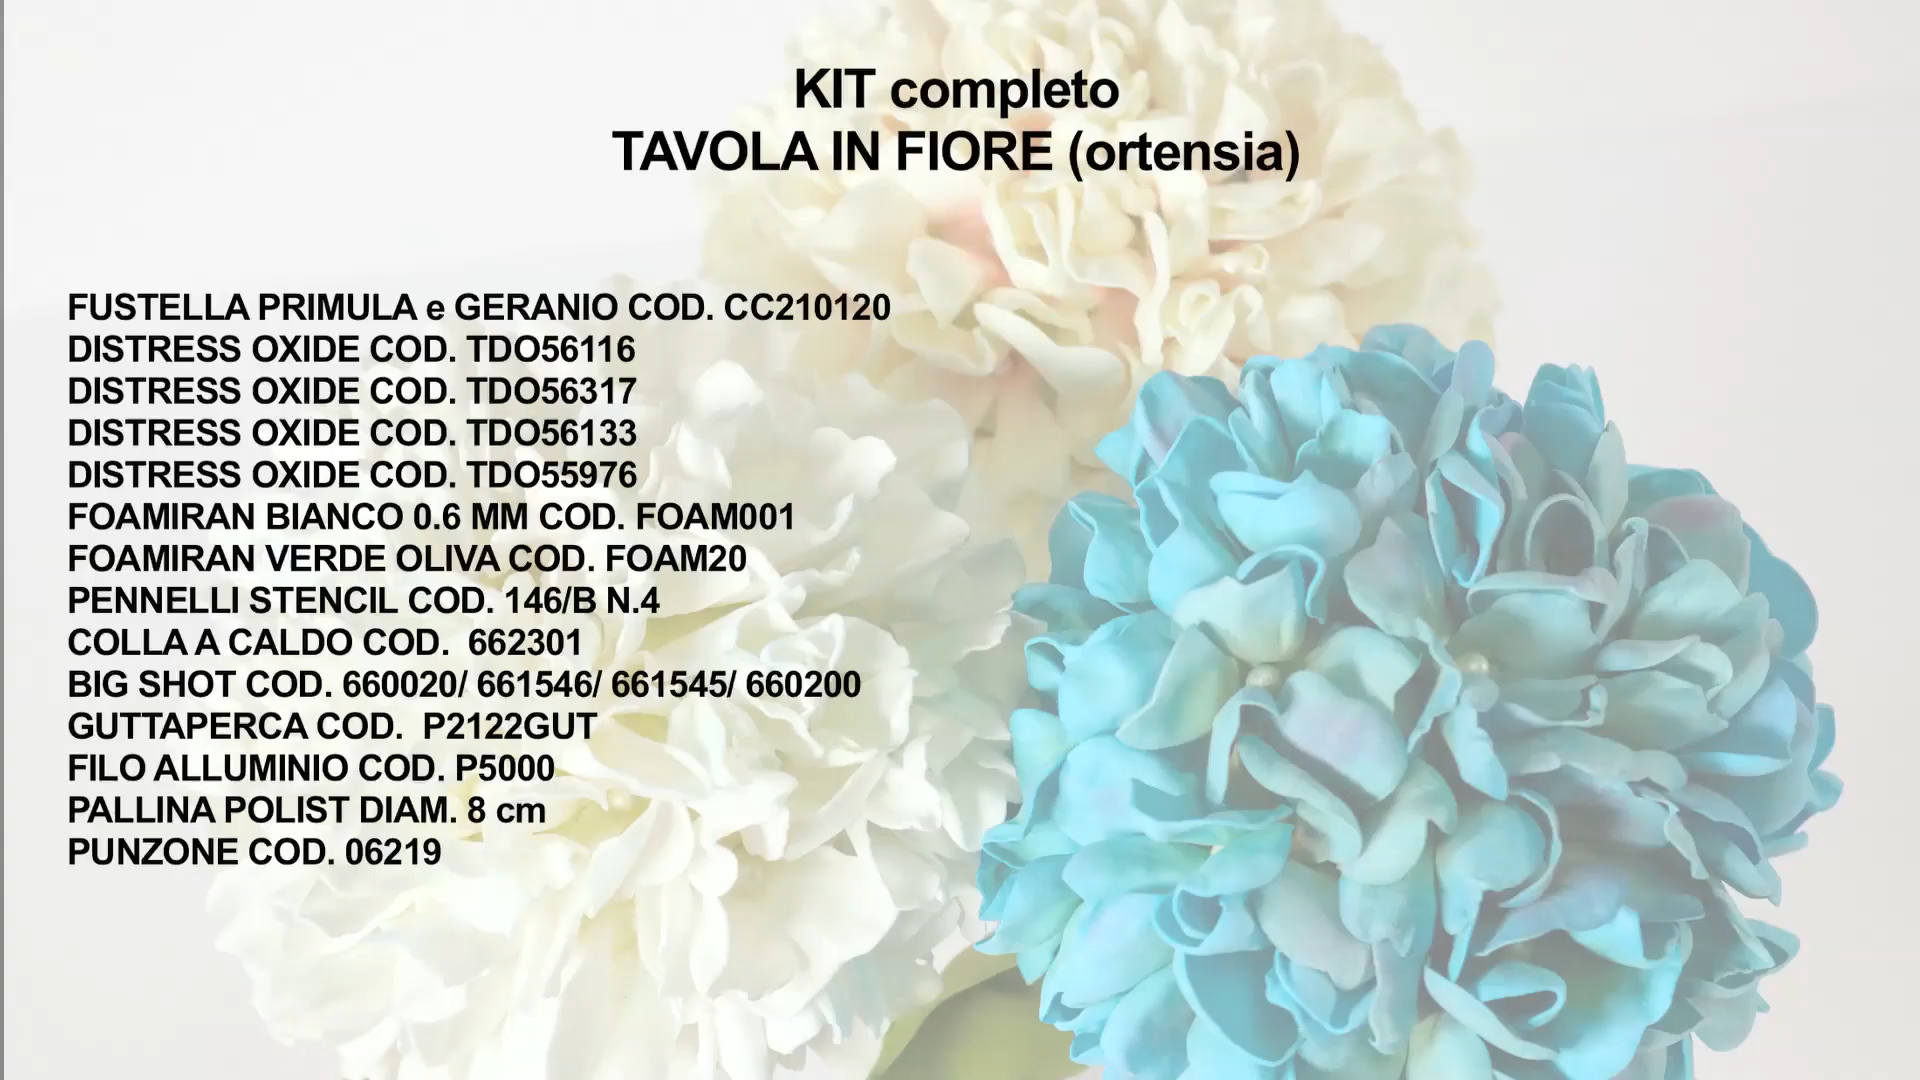 KIT completo
TAVOLA IN FIORE (ortensia)
FUSTELLA PRIMULA e GERANIO COD. CC210120
DISTRESS OXIDE COD. TDO56116
DISTRESS OXIDE COD. TDO56317
DISTRESS OXIDE COD. TDO56133
DISTRESS OXIDE COD. TDO55976
FOAMIRAN BIANCO 0.6 MM COD. FOAM001
FOAMIRAN VERDE OLIVA COD. FOAM20
PENNELLI STENCIL COD. 146/B N.4
COLLA A CALDO COD.  662301
BIG SHOT COD. 660020/ 661546/ 661545/ 660200
GUTTAPERCA COD.  P2122GUT
FILO ALLUMINIO COD. P5000
PALLINA POLIST DIAM. 8 cm
PUNZONE COD. 06219